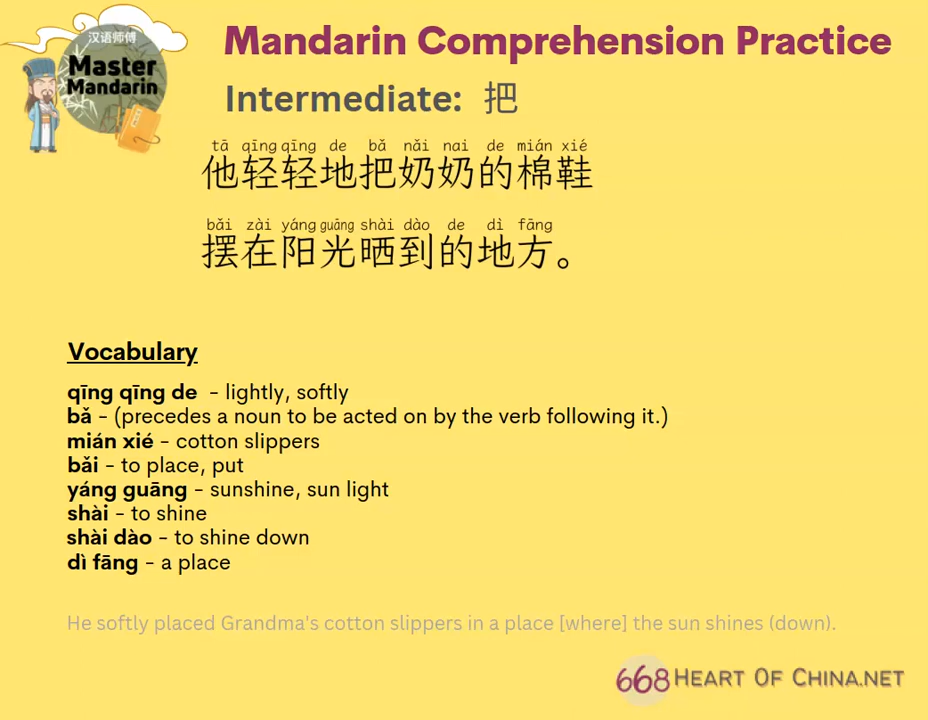 汉语师傅
Master
Mandarin
Mandarin Comprehension Practice
Intermediate: 把
tā qīng qīng de bǎ nǎi nai de mián xié
他轻轻地把奶奶的棉鞋
bǎi zài yáng guāng shài dào de dì fāng
摆在阳光晒到的地方。
Vocabulary
qīng qīng de - lightly, softly
bǎ - (precedes a noun to be acted on by the verb following it.)
mián xié - cotton slippers
bǎi - to place, put
yáng guāng - sunshine, sun light
shài - to shine
shài dào - to shine down
dì fāng - a place
He softly placed Grandma's cotton slippers in a place [where] the sun shines (down).
668 HEART OF CHINA.NET